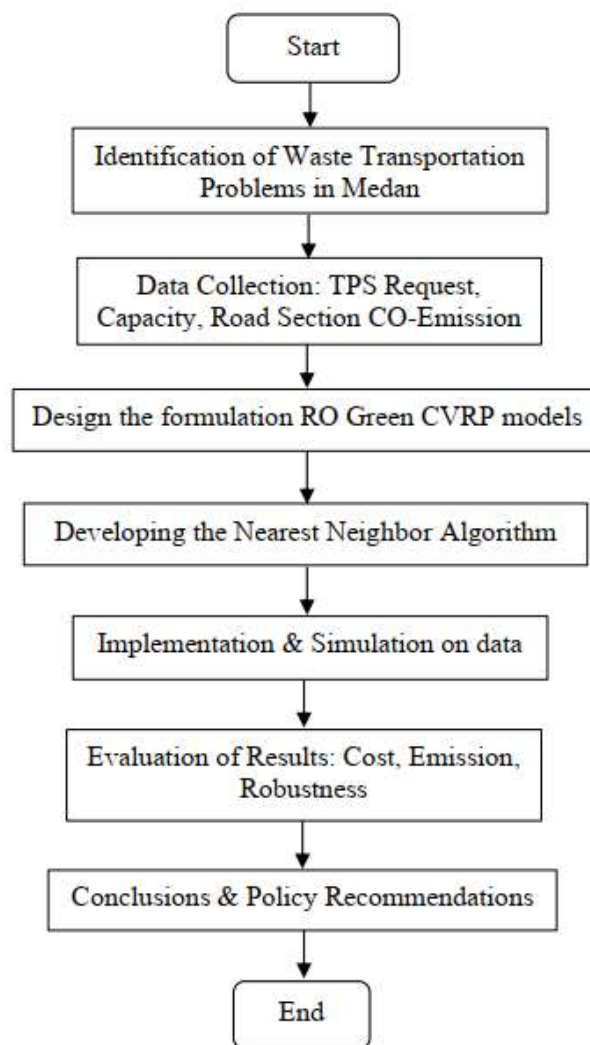 Start
Identification of Waste Transportation
Problems in Medan
Data Collection: TPS Request,
Capacity, Road Section CO-Emission
Design the formulation RO Green CVRP models
Developing the Nearest Neighbor Algorithm
Implementation & Simulation on data
Evaluation of Results: Cost, Emission,
Robustness
Conclusions & Policy Recommendations
End